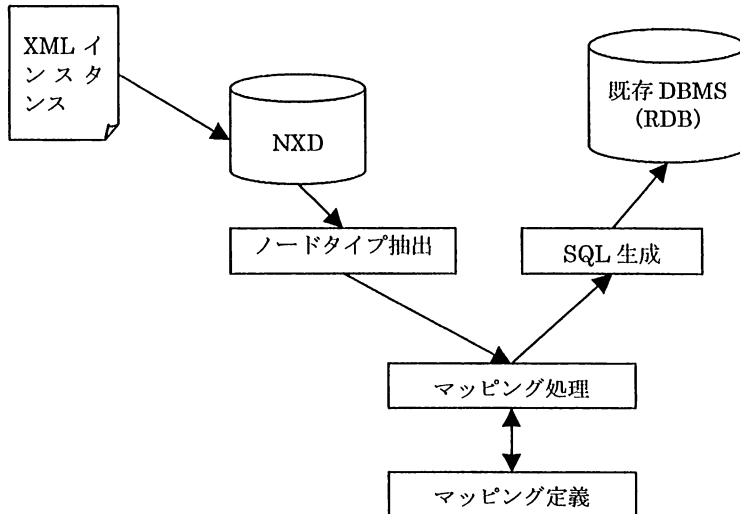 XML イ
ンスタ
ンス
NXD
既存 DBMS
(RDB)
ノードタイプ抽出
SQL 生成
マッピング処理
マッピング定義